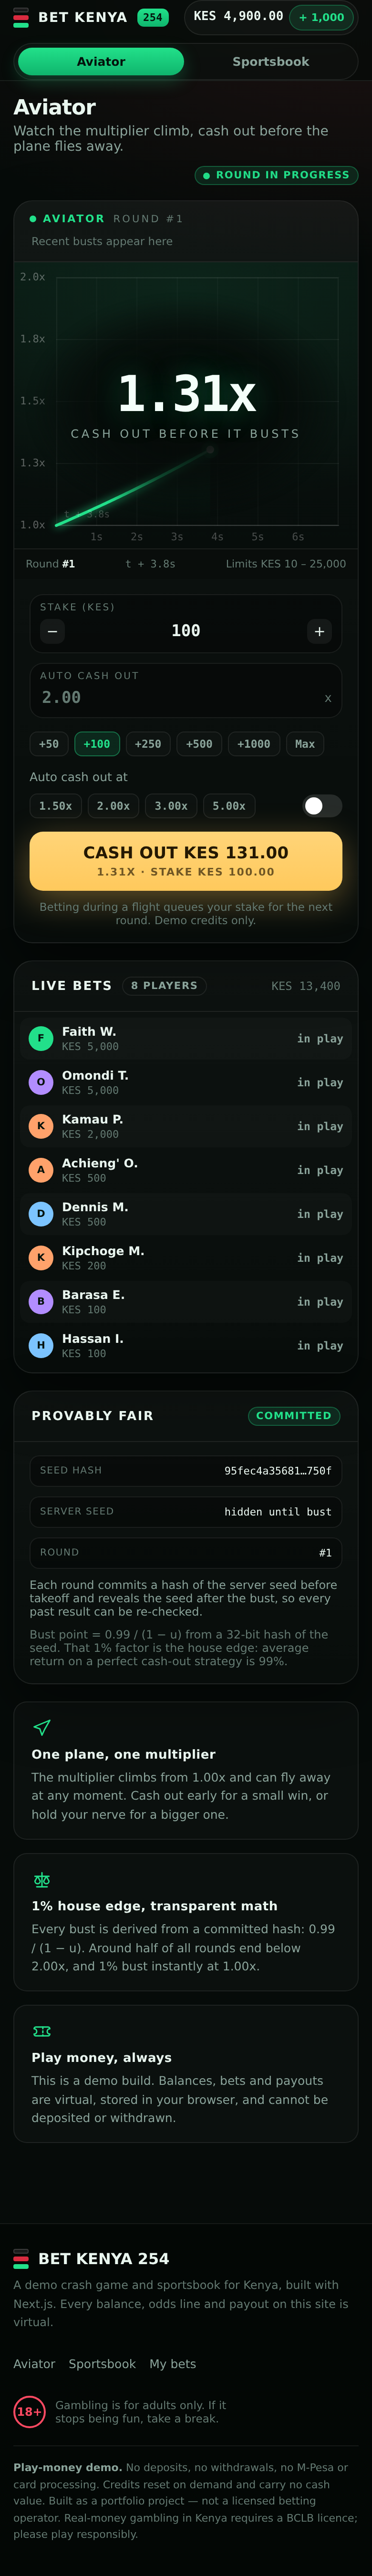 BET KENYA 254 KES 4,900.00 + 1,000
Aviator Sportsbook
Aviator
Watch the multiplier climb, cash out before the
plane flies away.
ROUND IN PROGRESS
AVIATOR ROUND #1
Recent busts appear here
2.0x
1.8x
1.31x
1.5x
CASH OUT BEFORE IT BUSTS
1.3x
t + 3.8s
1.0x
1s 2s 3s 4s 5s 6s
Round #1 t + 3.8s Limits KES 10 – 25,000
STAKE (KES)
− 100 +
AUTO CASH OUT
2.00 x
+50 +100 +250 +500 +1000 Max
Auto cash out at
1.50x 2.00x 3.00x 5.00x
CASH OUT KES 131.00
1.31X · STAKE KES 100.00
Betting during a flight queues your stake for the next
round. Demo credits only.
LIVE BETS 8 PLAYERS KES 13,400
F Faith W. in play
KES 5,000
O Omondi T. in play
KES 5,000
K Kamau P. in play
KES 2,000
A Achieng' O. in play
KES 500
D Dennis M. in play
KES 500
K Kipchoge M. in play
KES 200
B Barasa E. in play
KES 100
H Hassan I. in play
KES 100
PROVABLY FAIR COMMITTED
SEED HASH 95fec4a35681…750f
SERVER SEED hidden until bust
ROUND #1
Each round commits a hash of the server seed before
takeoff and reveals the seed after the bust, so every
past result can be re-checked.
Bust point = 0.99 / (1 − u) from a 32-bit hash of the
seed. That 1% factor is the house edge: average
return on a perfect cash-out strategy is 99%.
One plane, one multiplier
The multiplier climbs from 1.00x and can fly away
at any moment. Cash out early for a small win, or
hold your nerve for a bigger one.
1% house edge, transparent math
Every bust is derived from a committed hash: 0.99
/ (1 − u). Around half of all rounds end below
2.00x, and 1% bust instantly at 1.00x.
Play money, always
This is a demo build. Balances, bets and payouts
are virtual, stored in your browser, and cannot be
deposited or withdrawn.
BET KENYA 254
A demo crash game and sportsbook for Kenya, built with
Next.js. Every balance, odds line and payout on this site is
virtual.
Aviator Sportsbook My bets
18+ Gambling is for adults only. If it
stops being fun, take a break.
Play-money demo. No deposits, no withdrawals, no M-Pesa or
card processing. Credits reset on demand and carry no cash
value. Built as a portfolio project — not a licensed betting
operator. Real-money gambling in Kenya requires a BCLB licence;
please play responsibly.